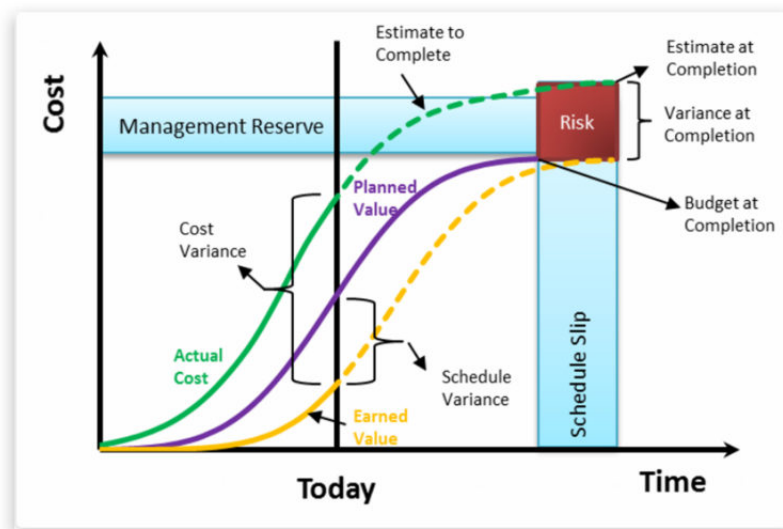 Cost
Estimate to
Complete
Estimate at
Completion
Management Reserve
Risk
Variance at
Completion
Planned
Value
Budget at
Completion
Cost
Variance
Actual
Cost
Schedule
Variance
Earned
Value
Schedule Slip
Today
Time